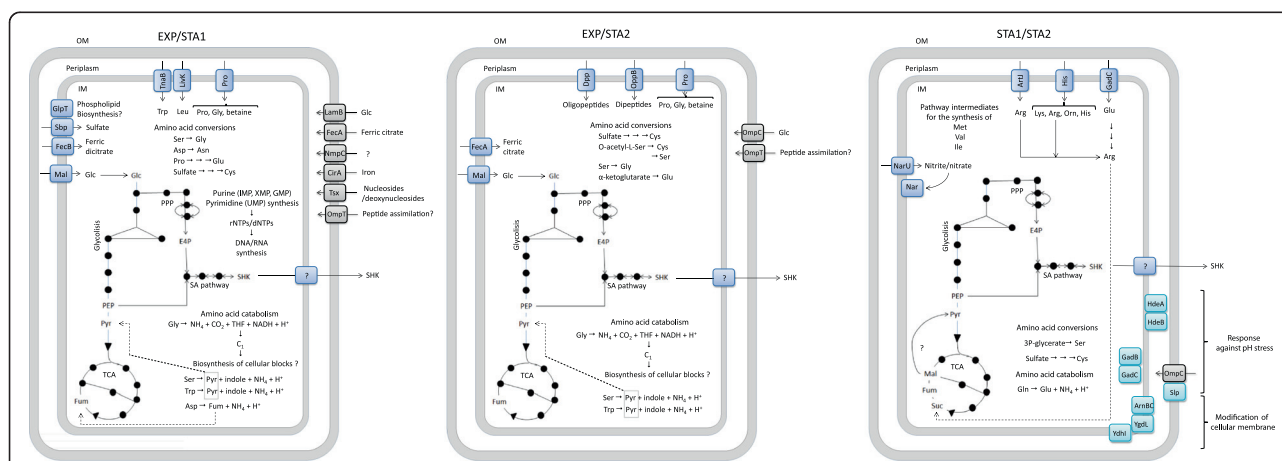 EXP/STA1
OM
Periplasm
IM
TnaB
LivK
Pro
Trp
Leu
Pro, Gly, betaine
GlpT
Phospholipid
Biosynthesis?
Sbp
Sulfate
FecB
Ferric
dicitrate
Mal
Glc
Glc
Amino acid conversions
Ser → Gly
Asp → Asn
Pro → → → Glu
Sulfate → → → Cys
Purine (IMP, XMP, GMP)
Pyrimidine (UMP) synthesis
↓
rNTPs/dNTPs
↓
DNA/RNA
synthesis
LamB
Glc
FecA
Ferric citrate
NmpC
?
CirA
Iron
Tsx
Nucleosides
/deoxynucleosides
OmpT
Peptide assimilation?
PPP
Glycolisis
E4P
SHK
SA pathway
?
SHK
PEP
Pyr
TCA
Fum
Amino acid catabolism
Gly → NH4 + CO2 + THF + NADH + H+
↓
C1
↓
Biosynthesis of cellular blocks ?
Ser → Pyr + indole + NH4 + H+
Trp → Pyr + indole + NH4 + H+
Asp → Fum + NH4 + H+
EXP/STA2
OM
Periplasm
IM
Dpp
OppB
Pro
Oligopeptides
Dipeptides
Pro, Gly, betaine
Amino acid conversions
Sulfate → → → Cys
O-acetyl-L-Ser → Cys
→ Ser
Ser → Gly
α-ketoglutarate → Glu
FecA
Ferric
citrate
Mal
Glc
Glc
OmpC
Glc
OmpT
Peptide assimilation?
PPP
Glycolisis
E4P
SHK
SA pathway
?
SHK
PEP
Pyr
TCA
Fum
Amino acid catabolism
Gly → NH4 + CO2 + THF + NADH + H+
↓
C1
↓
Biosynthesis of cellular blocks ?
Ser → Pyr + indole + NH4 + H+
Trp → Pyr + indole + NH4 + H+
STA1/STA2
OM
Periplasm
IM
ArtJ
His
GadC
Arg
Lys, Arg, Orn, His
Glu
Arg
Pathway intermediates
for the synthesis of
Met
Val
Ile
NarU
Nitrite/nitrate
Nar
PPP
Glycolisis
E4P
SHK
SA pathway
?
SHK
PEP
Pyr
?
TCA
Mal
Fum
Suc
Amino acid conversions
3P-glycerate → Ser
Sulfate → → → Cys
Amino acid catabolism
Gln → Glu + NH4 + H+
HdeA
HdeB
GadB
GadC
OmpC
Slp
Response
against pH stress
ArnBC
YgdL
YdhI
Modification of
cellular membrane